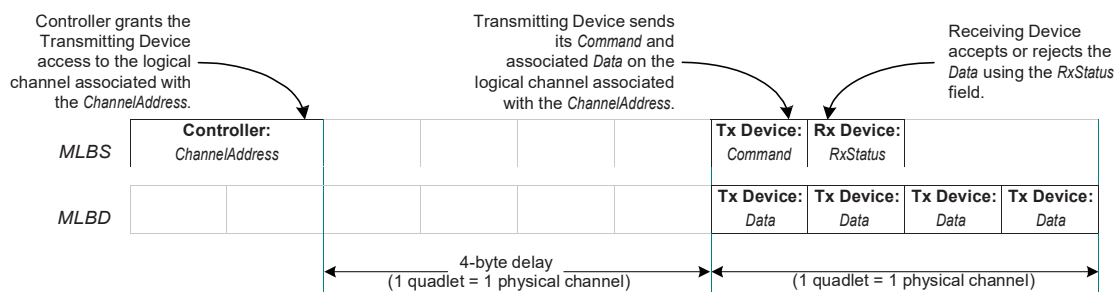 Controller grants the
Transmitting Device
access to the logical
channel associated with
the ChannelAddress.
Transmitting Device sends
its Command and
associated Data on the
logical channel associated
with the ChannelAddress.
Receiving Device
accepts or rejects the
Data using the RxStatus
field.
MLBS
Controller:
ChannelAddress
Tx Device:
Command
Rx Device:
RxStatus
MLBD
Tx Device:
Data
Tx Device:
Data
Tx Device:
Data
Tx Device:
Data
4-byte delay
(1 quadlet = 1 physical channel)
(1 quadlet = 1 physical channel)